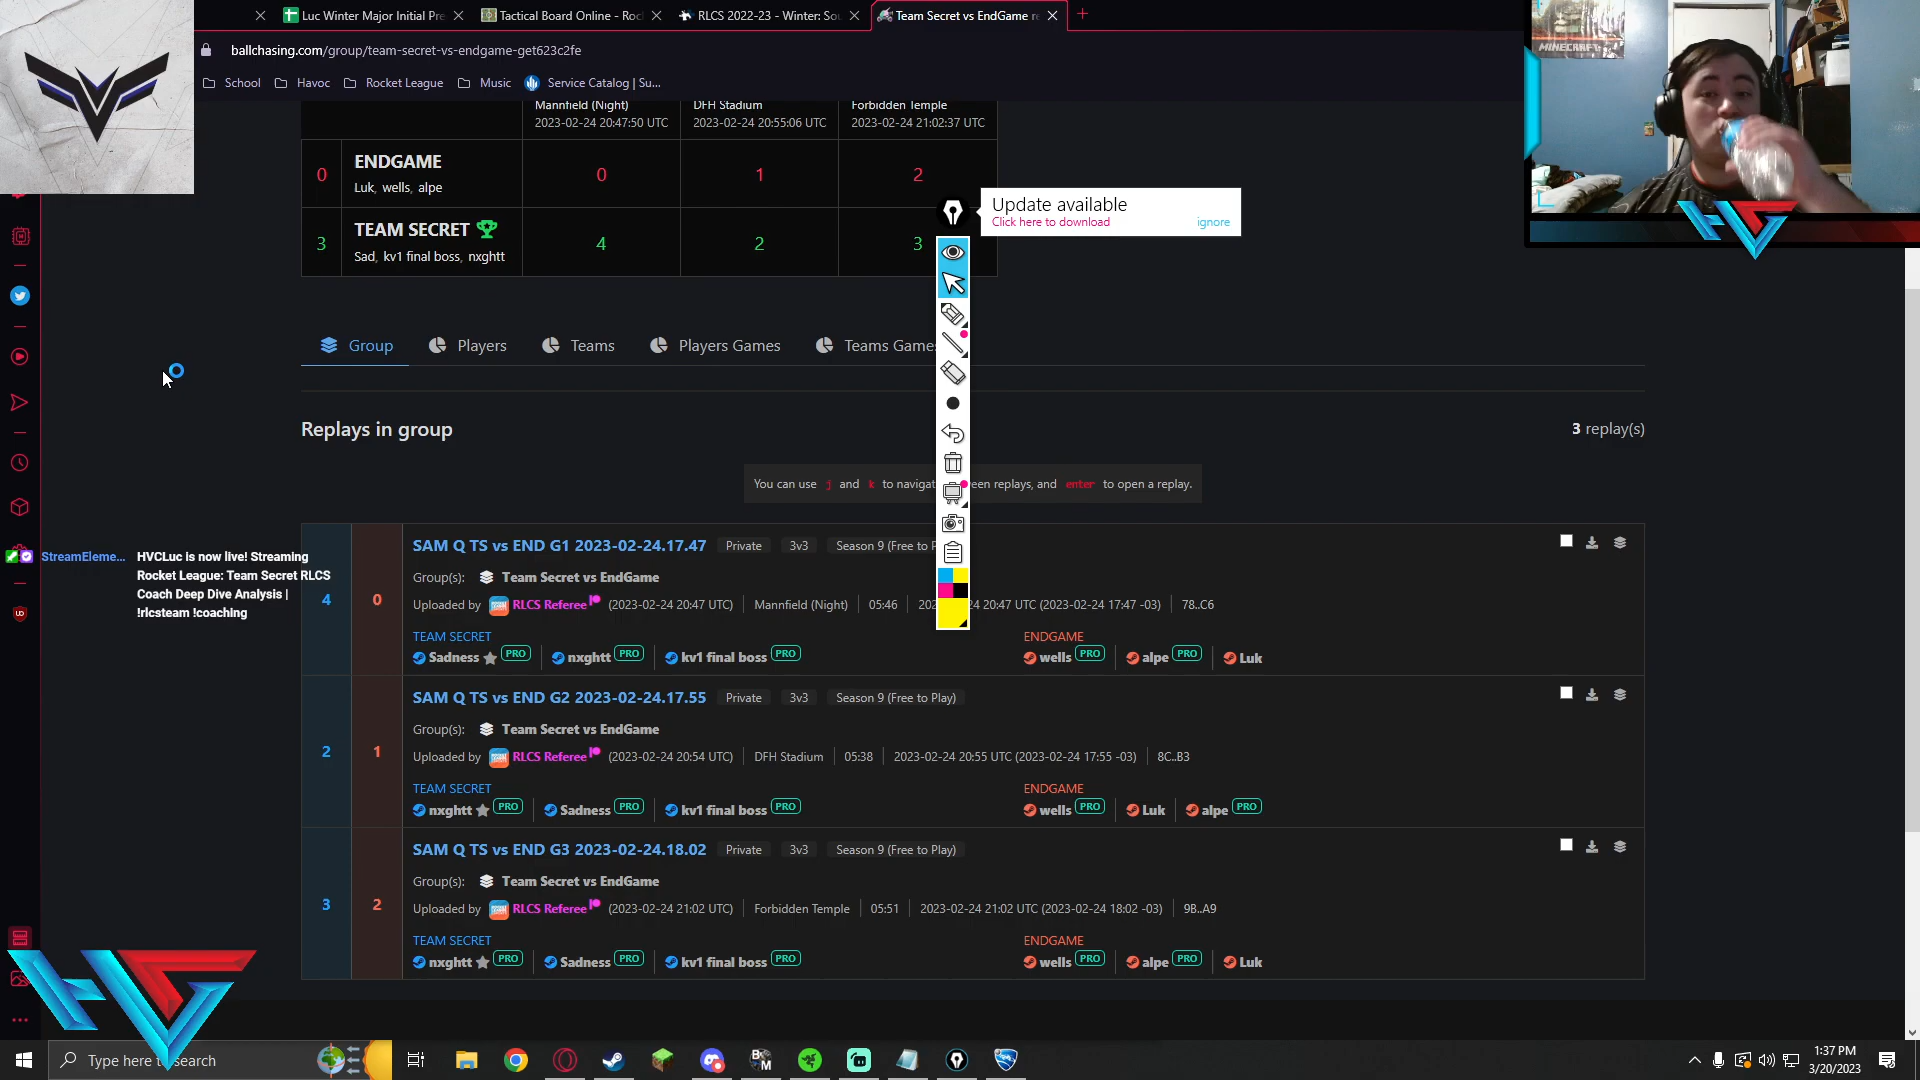 Luc Winter Major Initial Pre
Tactical Board Online - Roc
RLCS 2022-23 - Winter: Sou
Team Secret vs EndGame re
ballchasing.com/group/team-secret-vs-endgame-get623c2fe
School
Havoc
Rocket League
Music
Service Catalog | Su...
MINECRAFT
Mannfield (Night)
DFH Stadium
Forbidden Temple
2023-02-24 20:47:50 UTC
2023-02-24 20:55:06 UTC
2023-02-24 21:02:37 UTC
0 ENDGAME 0 1 2
Luk, wells, alpe
Update available
Click here to download ignore
3 TEAM SECRET 4 2 3
Sad, kv1 final boss, nxghtt
Group Players Teams Players Games Teams Games
Replays in group
3 replay(s)
You can use j and k to navigat een replays, and enter to open a replay.
StreamEleme... HVCLuc is now live! Streaming
Rocket League: Team Secret RLCS
Coach Deep Dive Analysis |
!rlcsteam !coaching
4 0
SAM Q TS vs END G1 2023-02-24.17.47 Private 3v3 Season 9 (Free to P
Group(s): Team Secret vs EndGame
Uploaded by RLCS Referee (2023-02-24 20:47 UTC) Mannfield (Night) 05:46 202 24 20:47 UTC (2023-02-24 17:47 -03) 78..C6
TEAM SECRET ENDGAME
Sadness PRO nxghtt PRO kv1 final boss PRO wells PRO alpe PRO Luk
2 1
SAM Q TS vs END G2 2023-02-24.17.55 Private 3v3 Season 9 (Free to Play)
Group(s): Team Secret vs EndGame
Uploaded by RLCS Referee (2023-02-24 20:54 UTC) DFH Stadium 05:38 2023-02-24 20:55 UTC (2023-02-24 17:55 -03) 8C..B3
TEAM SECRET ENDGAME
nxghtt PRO Sadness PRO kv1 final boss PRO wells PRO Luk alpe PRO
3 2
SAM Q TS vs END G3 2023-02-24.18.02 Private 3v3 Season 9 (Free to Play)
Group(s): Team Secret vs EndGame
Uploaded by RLCS Referee (2023-02-24 21:02 UTC) Forbidden Temple 05:51 2023-02-24 21:02 UTC (2023-02-24 18:02 -03) 9B..A9
TEAM SECRET ENDGAME
nxghtt PRO Sadness PRO kv1 final boss PRO wells PRO alpe PRO Luk
Type here to search
1:37 PM
3/20/2023